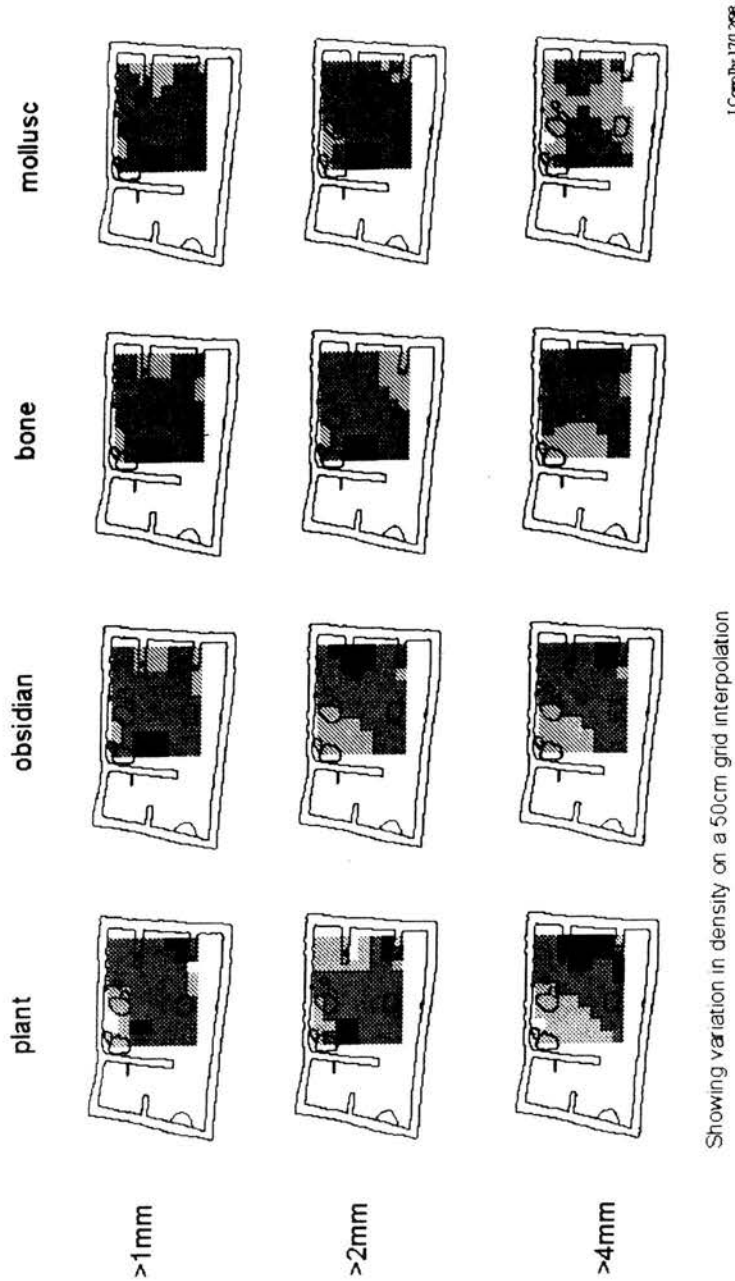 plant
obsidian
bone
mollusc
>1mm
>2mm
>4mm
Showing variation in density on a 50cm grid interpolation